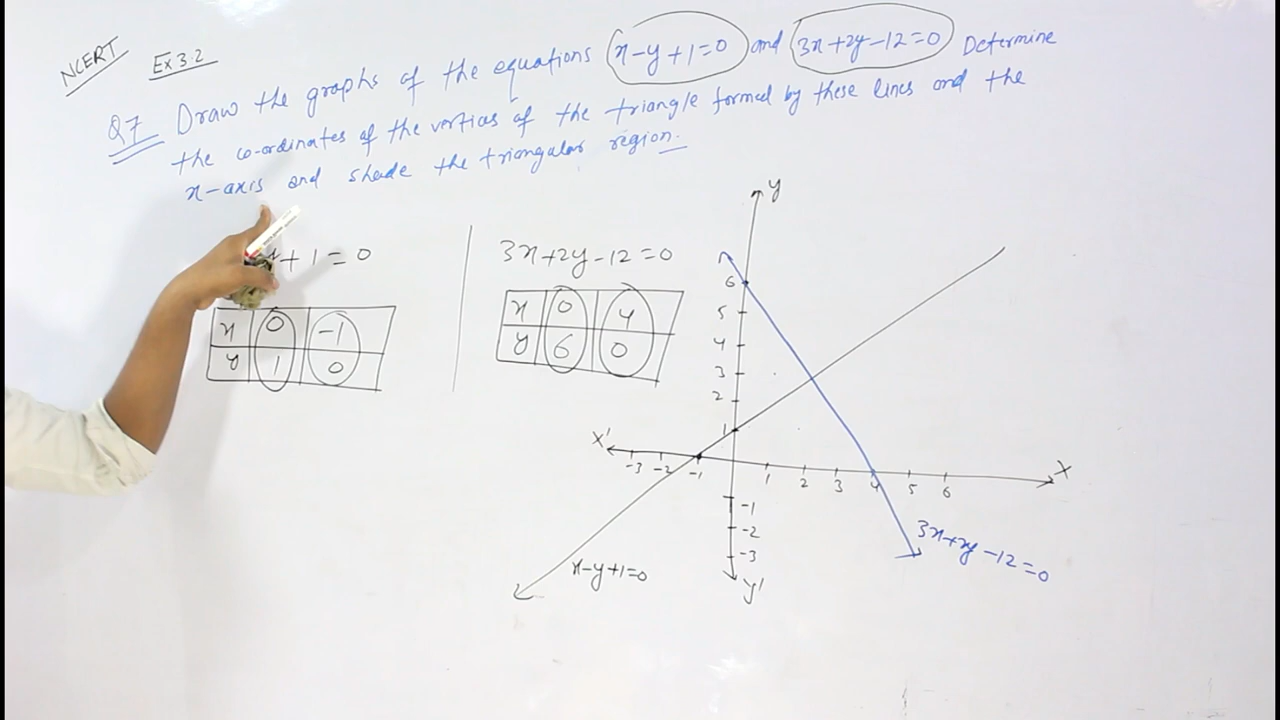 NCERT
Ex 3.2
Q7 Draw the graphs of the equations x-y+1=0 and 3x+2y-12=0 Determine
the co-ordinates of the vertices of the triangle formed by these lines and the
x-axis and shade the triangular region.
+1=0
3x+2y-12=0
x 0 -1
y 1 0
x 0 4
y 6 0
y
6
5
4
3
2
1
X'
-3 -2 -1 1 2 3 4 5 6
X
-1
-2
-3
y'
x-y+1=0
3x+2y-12=0